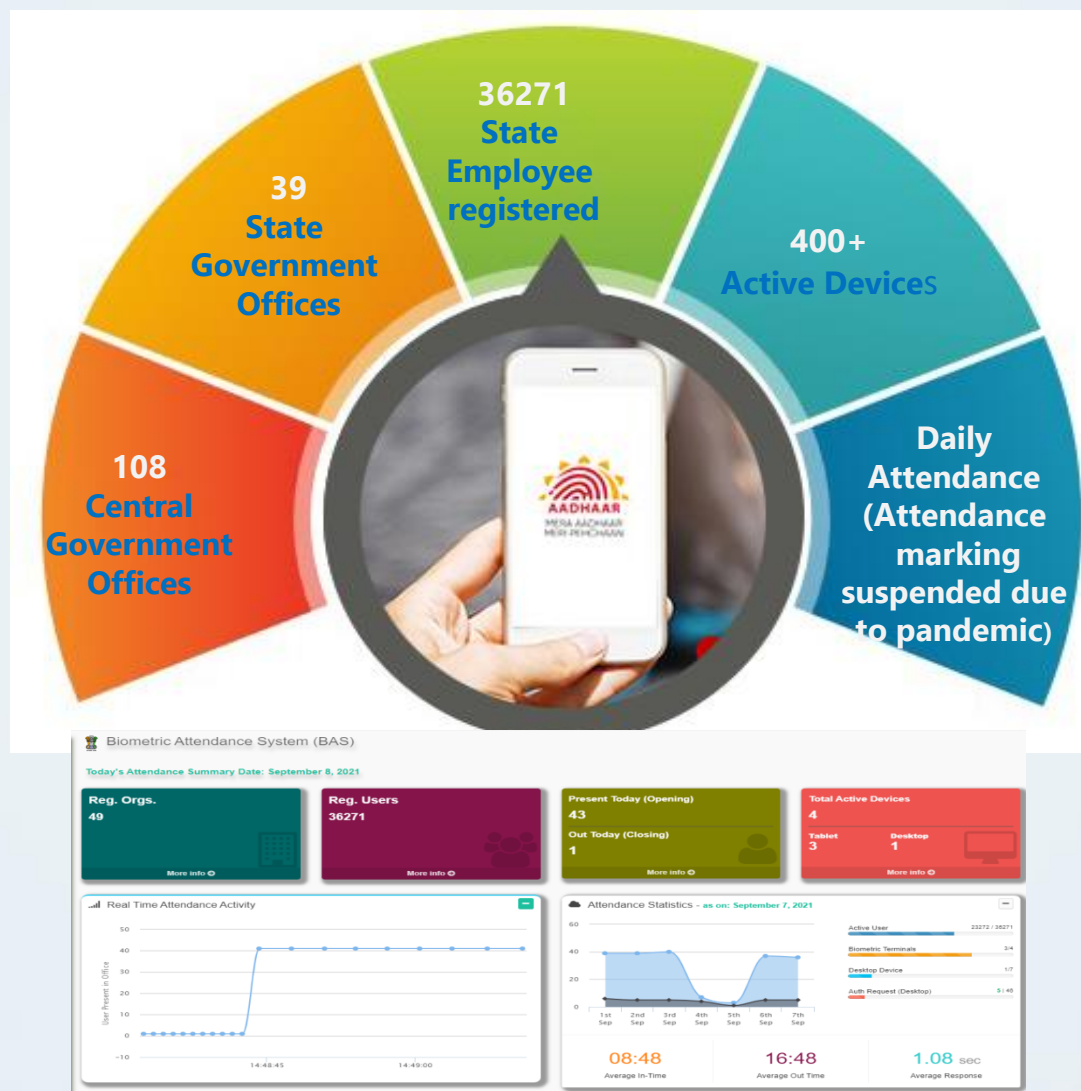 36271
State
Employee
registered
39
State
Government
Offices
400+
Active Devices
108
Central
Government
Offices
Daily
Attendance
(Attendance
marking
suspended due
to pandemic)
AADHAAR
MERA AADHAAR
MERI PEHCHAAN
Biometric Attendance System (BAS)
Today's Attendance Summary Date: September 8, 2021
Reg. Orgs.
49
More info
Reg. Users
36271
More info
Present Today (Opening)
43
Out Today (Closing)
1
More info
Total Active Devices
4
Tablet Desktop
3 1
More info
Real Time Attendance Activity
User Present in Office
50
40
30
20
10
0
-10
14:48:45 14:49:00
Attendance Statistics - as on: September 7, 2021
60
40
20
0
1st Sep
2nd Sep
3rd Sep
4th Sep
5th Sep
6th Sep
7th Sep
Active User 23272 / 36271
Biometric Terminals 3/4
Desktop Device 1/7
Auth Request (Desktop) 5 | 48
08:48
Average In-Time
16:48
Average Out Time
1.08 sec
Average Response